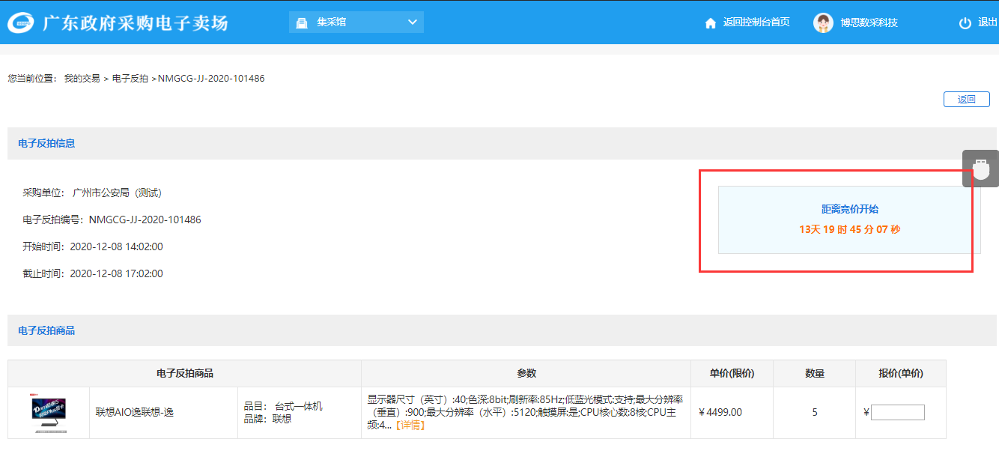 广东政府采购电子卖场
集采馆
返回控制台首页
博思数采科技
退出
您当前位置： 我的交易 > 电子反拍 >NMGCG-JJ-2020-101486
返回
电子反拍信息
采购单位： 广州市公安局（测试）
电子反拍编号：NMGCG-JJ-2020-101486
开始时间：2020-12-08 14:02:00
截止时间：2020-12-08 17:02:00
距离竞价开始
13天 19 时 45 分 07 秒
电子反拍商品
电子反拍商品 参数 单价(限价) 数量 报价(单价)
联想AIO逸联想-逸
品目： 台式一体机
品牌：联想
显示器尺寸（英寸）:40;色深:8bit;刷新率:85Hz;低蓝光模式:支持;最大分辨率
（垂直）:900;最大分辨率（水平）:5120;触摸屏:是;CPU核心数:8核;CPU主
频:4...【详情】
¥ 4499.00
5
¥